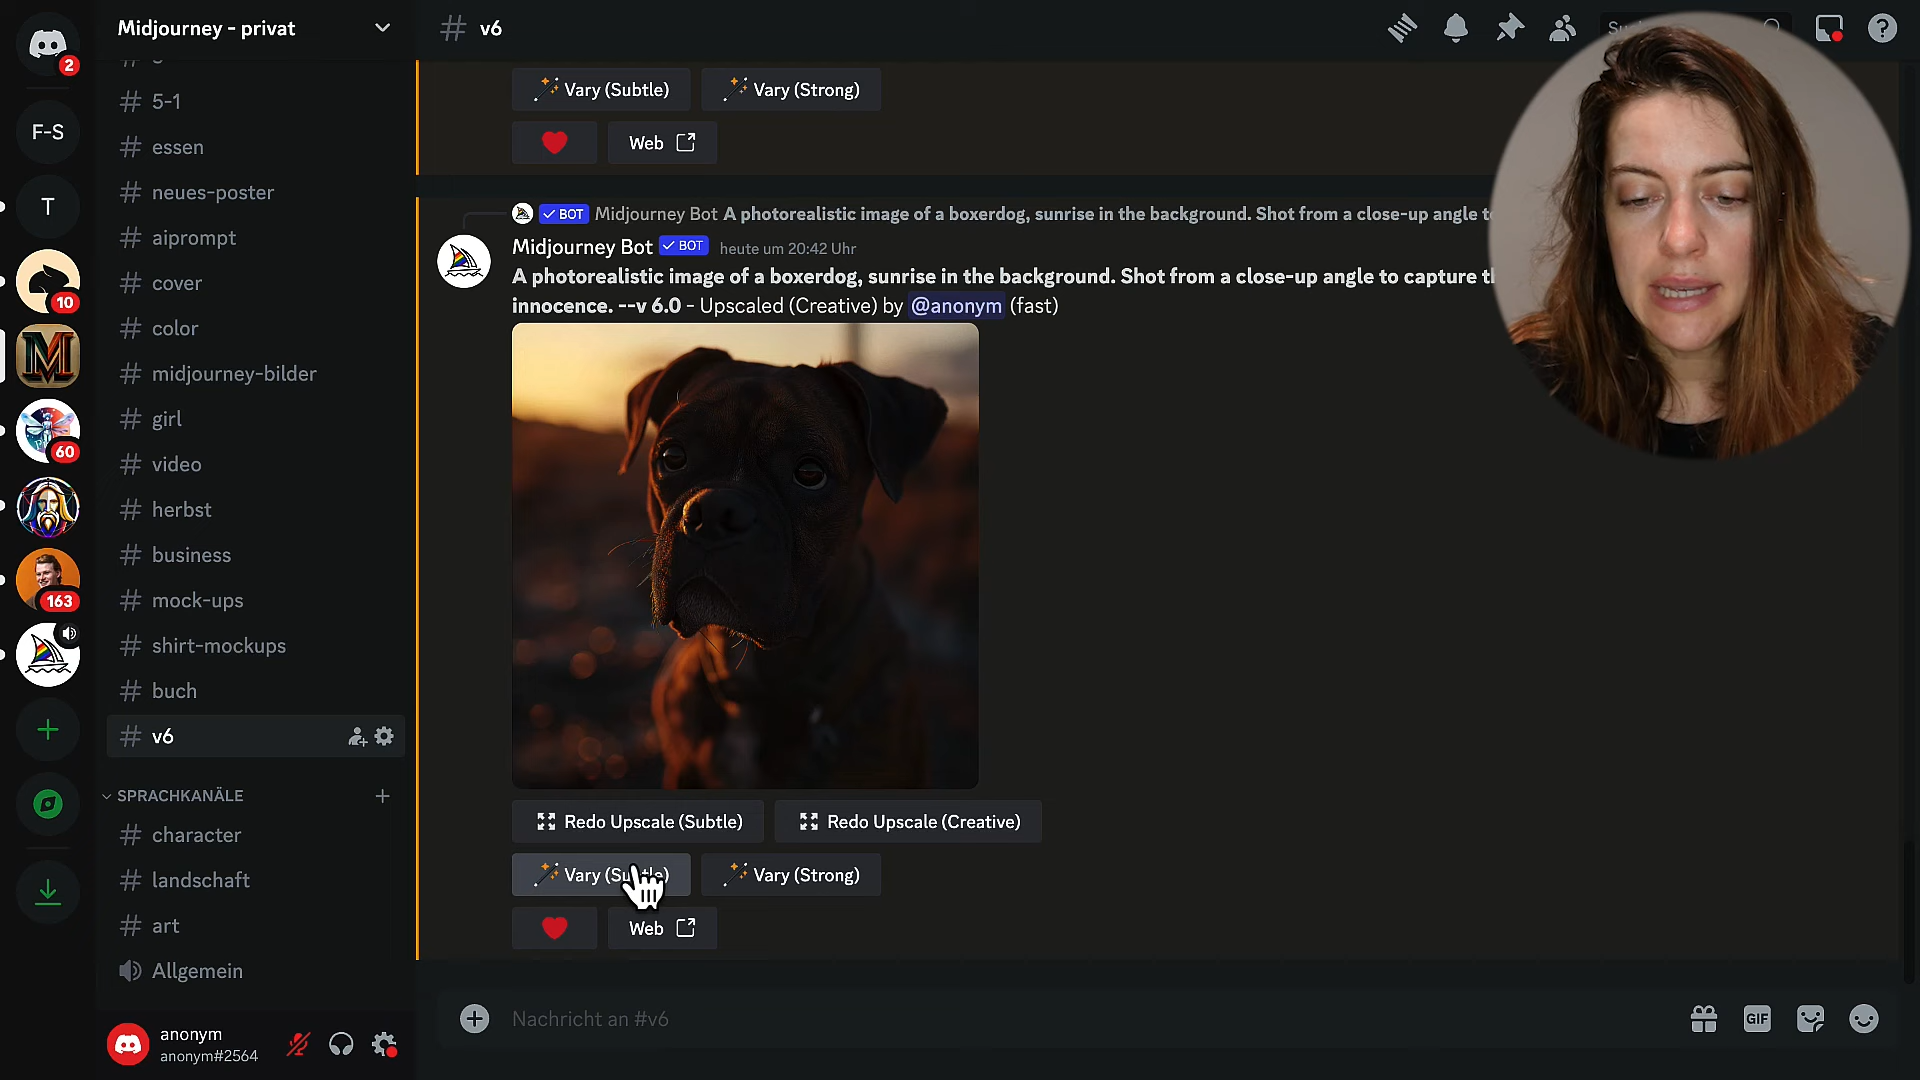 Midjourney - privat
# v6
2
# 5-1
F-S
# essen
# neues-poster
T
# aiprompt
# cover
10
# color
# midjourney-bilder
# girl
60
# video
# herbst
# business
163
# mock-ups
# shirt-mockups
# buch
# v6
SPRACHKANÄLE
# character
# landschaft
# art
Allgemein
anonym
anonym#2564
Vary (Subtle)
Vary (Strong)
Web
BOT Midjourney Bot A photorealistic image of a boxerdog, sunrise in the background. Shot from a close-up angle
Midjourney Bot BOT heute um 20:42 Uhr
A photorealistic image of a boxerdog, sunrise in the background. Shot from a close-up angle to capture
innocence. --v 6.0 - Upscaled (Creative) by @anonym (fast)
Redo Upscale (Subtle)
Redo Upscale (Creative)
Vary (Subtle)
Vary (Strong)
Web
Nachricht an #v6
GIF